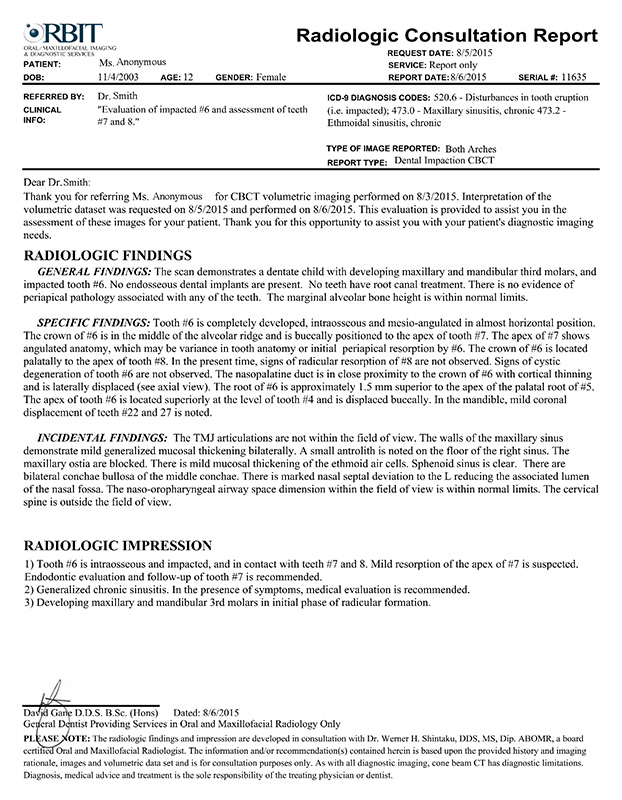 ORBIT
ORAL/MAXILLOFACIAL IMAGING
& DIAGNOSTIC SERVICES
Radiologic Consultation Report
REQUEST DATE: 8/5/2015
PATIENT: Ms. Anonymous SERVICE: Report only
DOB: 11/4/2003 AGE: 12 GENDER: Female REPORT DATE: 8/6/2015 SERIAL #: 11635
REFERRED BY: Dr. Smith
CLINICAL INFO: "Evaluation of impacted #6 and assessment of teeth
#7 and 8."
ICD-9 DIAGNOSIS CODES: 520.6 - Disturbances in tooth eruption
(i.e. impacted); 473.0 - Maxillary sinusitis, chronic 473.2 -
Ethmoidal sinusitis, chronic
TYPE OF IMAGE REPORTED: Both Arches
REPORT TYPE: Dental Impaction CBCT
Dear Dr. Smith:
Thank you for referring Ms. Anonymous for CBCT volumetric imaging performed on 8/3/2015. Interpretation of the
volumetric dataset was requested on 8/5/2015 and performed on 8/6/2015. This evaluation is provided to assist you in the
assessment of these images for your patient. Thank you for this opportunity to assist you with your patient's diagnostic imaging
needs.
RADIOLOGIC FINDINGS
GENERAL FINDINGS: The scan demonstrates a dentate child with developing maxillary and mandibular third molars, and
impacted tooth #6. No endosseous dental implants are present. No teeth have root canal treatment. There is no evidence of
periapical pathology associated with any of the teeth. The marginal alveolar bone height is within normal limits.
SPECIFIC FINDINGS: Tooth #6 is completely developed, intraosseous and mesio-angulated in almost horizontal position.
The crown of #6 is in the middle of the alveolar ridge and is buccally positioned to the apex of tooth #7. The apex of #7 shows
angulated anatomy, which may be variance in tooth anatomy or initial periapical resorption by #6. The crown of #6 is located
palatally to the apex of tooth #8. In the present time, signs of radicular resorption of #8 are not observed. Signs of cystic
degeneration of tooth #6 are not observed. The nasopalatine duct is in close proximity to the crown of #6 with cortical thinning
and is laterally displaced (see axial view). The root of #6 is approximately 1.5 mm superior to the apex of the palatal root of #5.
The apex of tooth #6 is located superiorly at the level of tooth #4 and is displaced buccally. In the mandible, mild coronal
displacement of teeth #22 and 27 is noted.
INCIDENTAL FINDINGS: The TMJ articulations are not within the field of view. The walls of the maxillary sinus
demonstrate mild generalized mucosal thickening bilaterally. A small antrolith is noted on the floor of the right sinus. The
maxillary ostia are blocked. There is mild mucosal thickening of the ethmoid air cells. Sphenoid sinus is clear. There are
bilateral conchae bullosa of the middle conchae. There is marked nasal septal deviation to the L reducing the associated lumen
of the nasal fossa. The naso-oropharyngeal airway space dimension within the field of view is within normal limits. The cervical
spine is outside the field of view.
RADIOLOGIC IMPRESSION
1) Tooth #6 is intraosseous and impacted, and in contact with teeth #7 and 8. Mild resorption of the apex of #7 is suspected.
Endodontic evaluation and follow-up of tooth #7 is recommended.
2) Generalized chronic sinusitis. In the presence of symptoms, medical evaluation is recommended.
3) Developing maxillary and mandibular 3rd molars in initial phase of radicular formation.
David Gane D.D.S. B.Sc. (Hons) Dated: 8/6/2015
General Dentist Providing Services in Oral and Maxillofacial Radiology Only
PLEASE NOTE: The radiologic findings and impression are developed in consultation with Dr. Werner H. Shintaku, DDS, MS, Dip. ABOMR, a board
certified Oral and Maxillofacial Radiologist. The information and/or recommendation(s) contained herein is based upon the provided history and imaging
rationale, images and volumetric data set and is for consultation purposes only. As with all diagnostic imaging, cone beam CT has diagnostic limitations.
Diagnosis, medical advice and treatment is the sole responsibility of the treating physician or dentist.